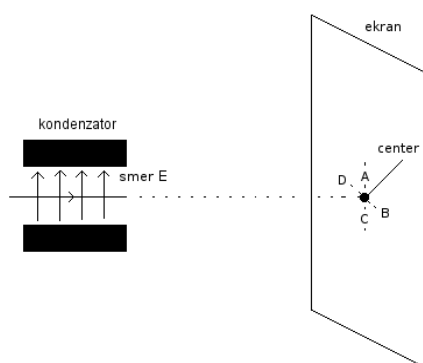 ekran
kondenzator
center
smer E
A
D
B
C